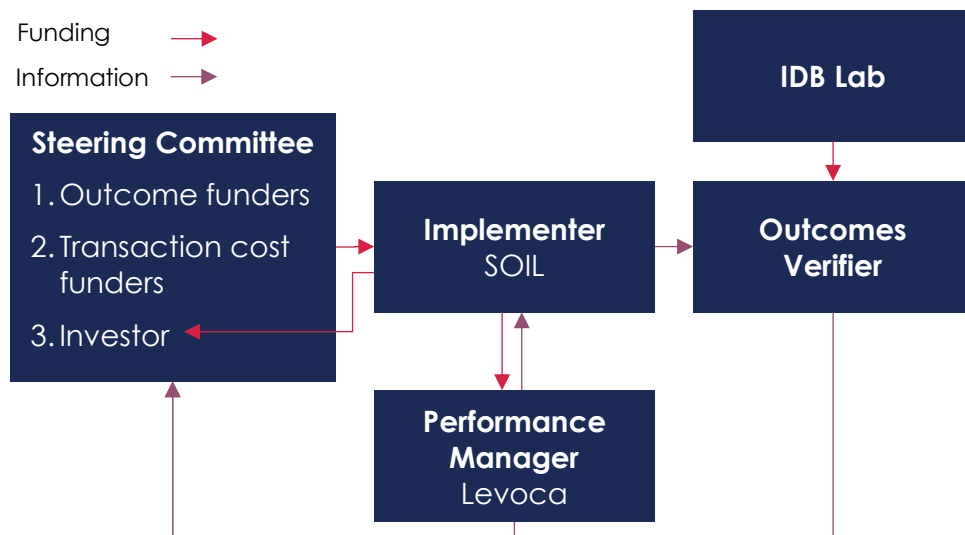 Funding
Information
IDB Lab
Steering Committee
1. Outcome funders
2. Transaction cost
funders
3. Investor
Implementer
SOIL
Outcomes
Verifier
Performance
Manager
Levoca